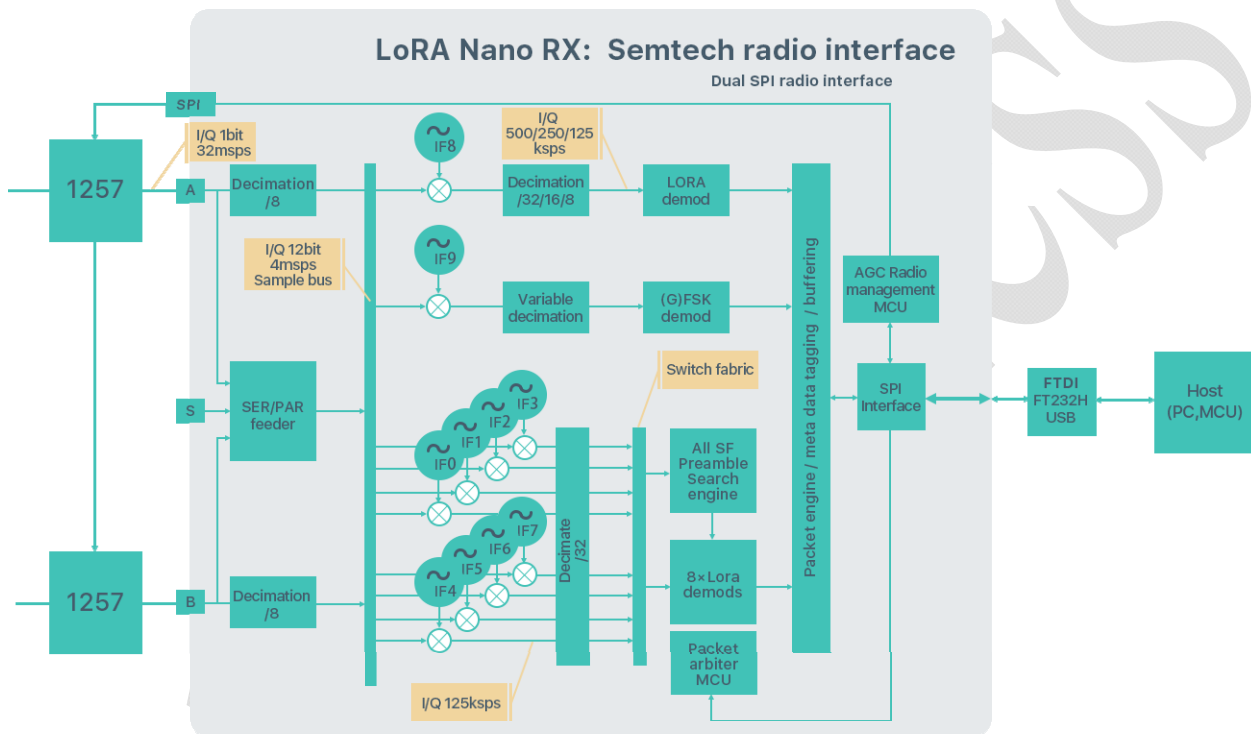 LoRA Nano RX: Semtech radio interface
Dual SPI radio interface
SPI
I/Q 1bit
32msps
1257
A
Decimation
/8
IF8
I/Q
500/250/125
ksps
Decimation
/32/16/8
LORA
demod
I/Q 12bit
4msps
Sample bus
IF9
Variable
decimation
(G)FSK
demod
Packet engine / meta data tagging / buffering
AGC Radio
management
MCU
S
SER/PAR
feeder
Switch fabric
IF3
IF2
IF1
IF0
SPI
Interface
FTDI
FT232H
USB
Host
(PC,MCU)
All SF
Preamble
Search
engine
IF7
IF6
IF5
IF4
Decimate
/32
1257
B
Decimation
/8
8×Lora
demods
Packet
arbiter
MCU
I/Q 125ksps